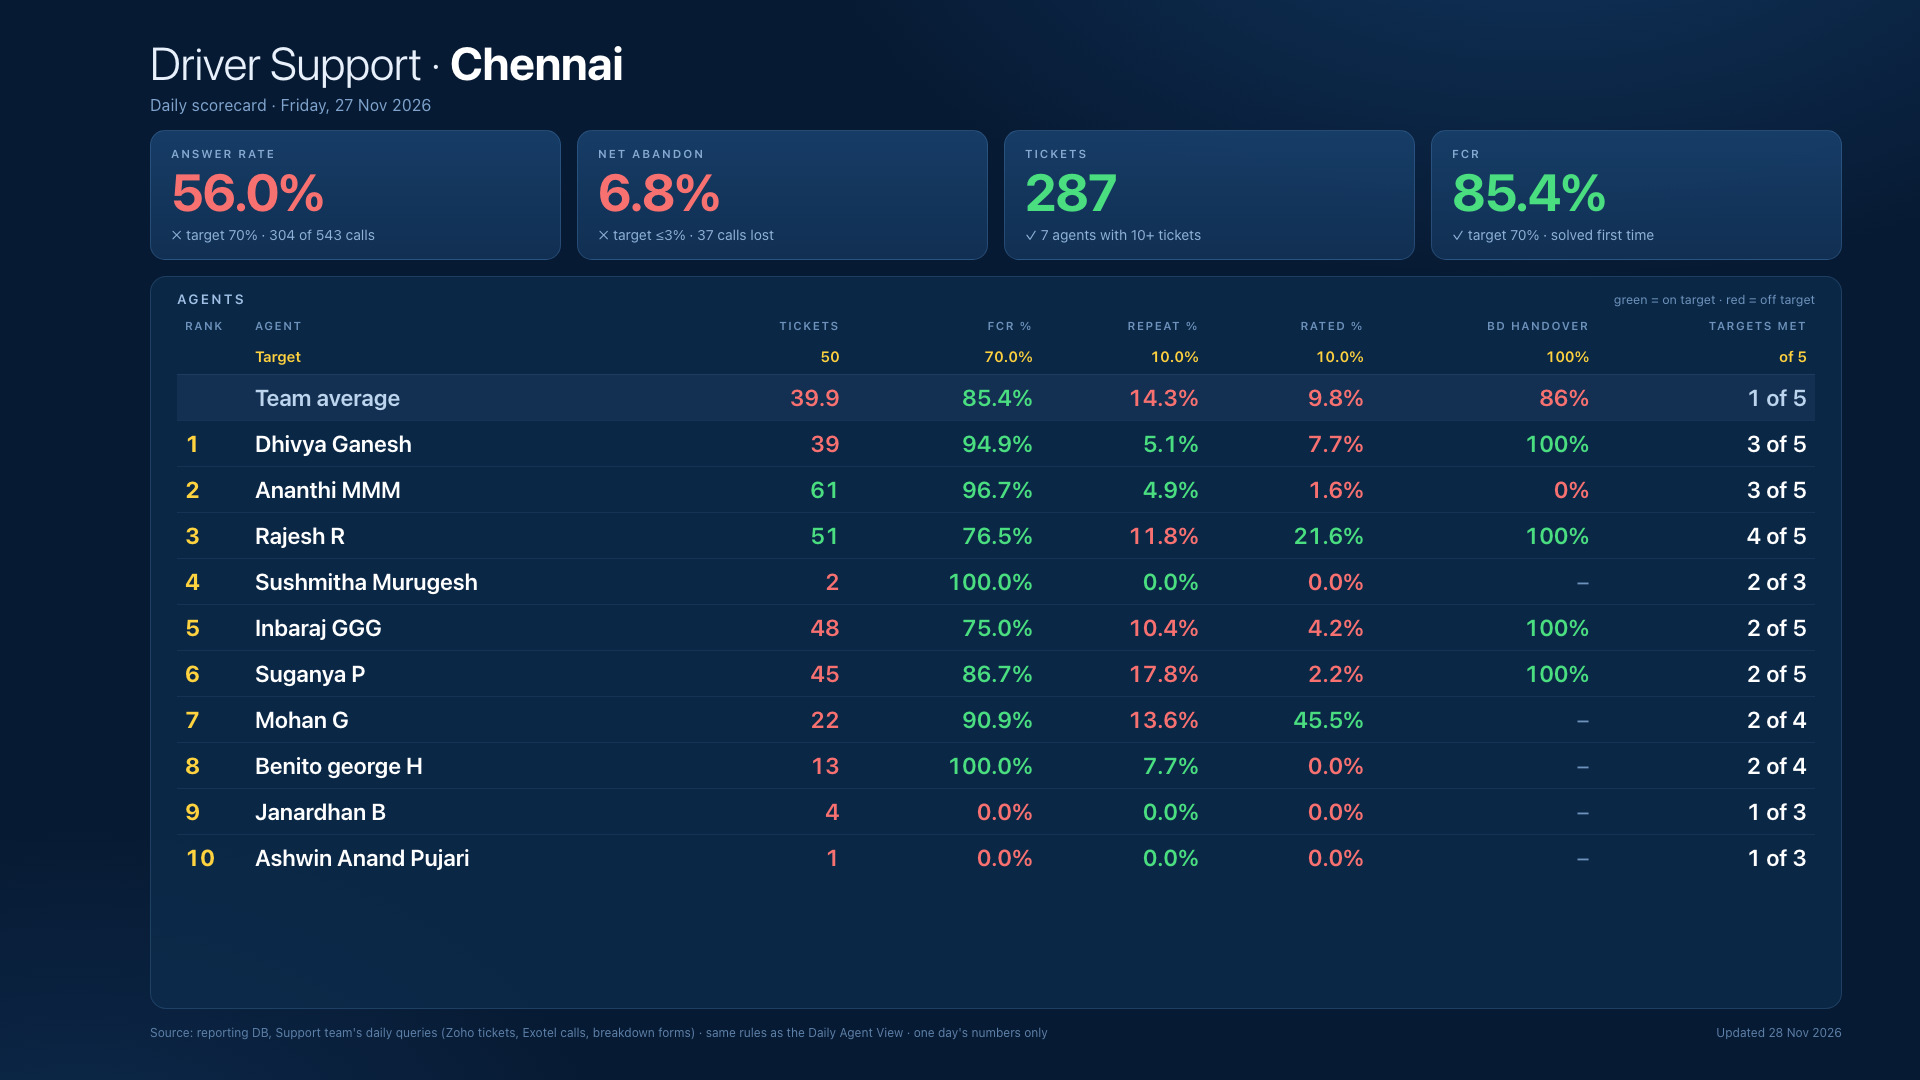 Driver Support · Chennai
Daily scorecard · Friday, 27 Nov 2026
ANSWER RATE
56.0%
✕ target 70% · 304 of 543 calls
NET ABANDON
6.8%
✕ target ≤3% · 37 calls lost
TICKETS
287
✓ 7 agents with 10+ tickets
FCR
85.4%
✓ target 70% · solved first time
AGENTS
green = on target · red = off target
RANK AGENT TICKETS FCR % REPEAT % RATED % BD HANDOVER TARGETS MET
Target 50 70.0% 10.0% 10.0% 100% of 5
Team average 39.9 85.4% 14.3% 9.8% 86% 1 of 5
1 Dhivya Ganesh 39 94.9% 5.1% 7.7% 100% 3 of 5
2 Ananthi MMM 61 96.7% 4.9% 1.6% 0% 3 of 5
3 Rajesh R 51 76.5% 11.8% 21.6% 100% 4 of 5
4 Sushmitha Murugesh 2 100.0% 0.0% 0.0% – 2 of 3
5 Inbaraj GGG 48 75.0% 10.4% 4.2% 100% 2 of 5
6 Suganya P 45 86.7% 17.8% 2.2% 100% 2 of 5
7 Mohan G 22 90.9% 13.6% 45.5% – 2 of 4
8 Benito george H 13 100.0% 7.7% 0.0% – 2 of 4
9 Janardhan B 4 0.0% 0.0% 0.0% – 1 of 3
10 Ashwin Anand Pujari 1 0.0% 0.0% 0.0% – 1 of 3
Source: reporting DB, Support team's daily queries (Zoho tickets, Exotel calls, breakdown forms) · same rules as the Daily Agent View · one day's numbers only
Updated 28 Nov 2026